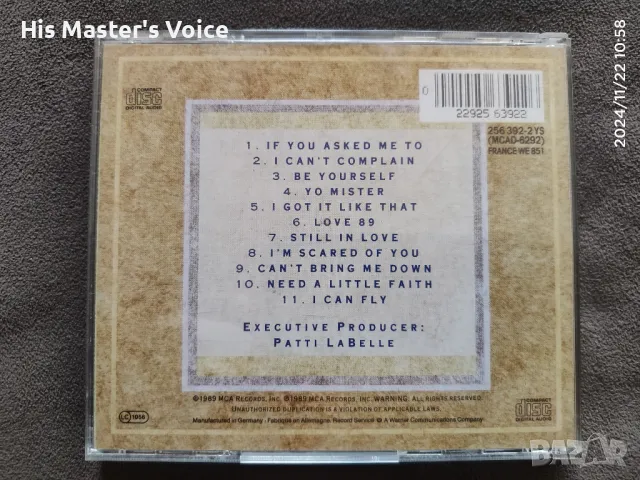 His Master's Voice
2024/11/22 10:58
COMPACT
DISC
DIGITAL AUDIO
0
22925 63922
256 392-2 YS
(MCAD-6292)
FRANCE: WE 851
1. IF YOU ASKED ME TO
2. I CAN'T COMPLAIN
3. BE YOURSELF
4. YO MISTER
5. I GOT IT LIKE THAT
6. LOVE 89
7. STILL IN LOVE
8. I'M SCARED OF YOU
9. CAN'T BRING ME DOWN
10. NEED A LITTLE FAITH
11. I CAN FLY
EXECUTIVE PRODUCER:
PATTI LABELLE
©1989 MCA RECORDS, INC. ℗1989 MCA RECORDS, INC. WARNING: ALL RIGHTS RESERVED.
UNAUTHORIZED DUPLICATION IS A VIOLATION OF APPLICABLE LAWS.
LC 1056
Manufactured in Germany · Fabriqué en Allemagne. Record Service · A Warner Communications Company
COMPACT
DISC
DIGITAL AUDIO
BAZAR